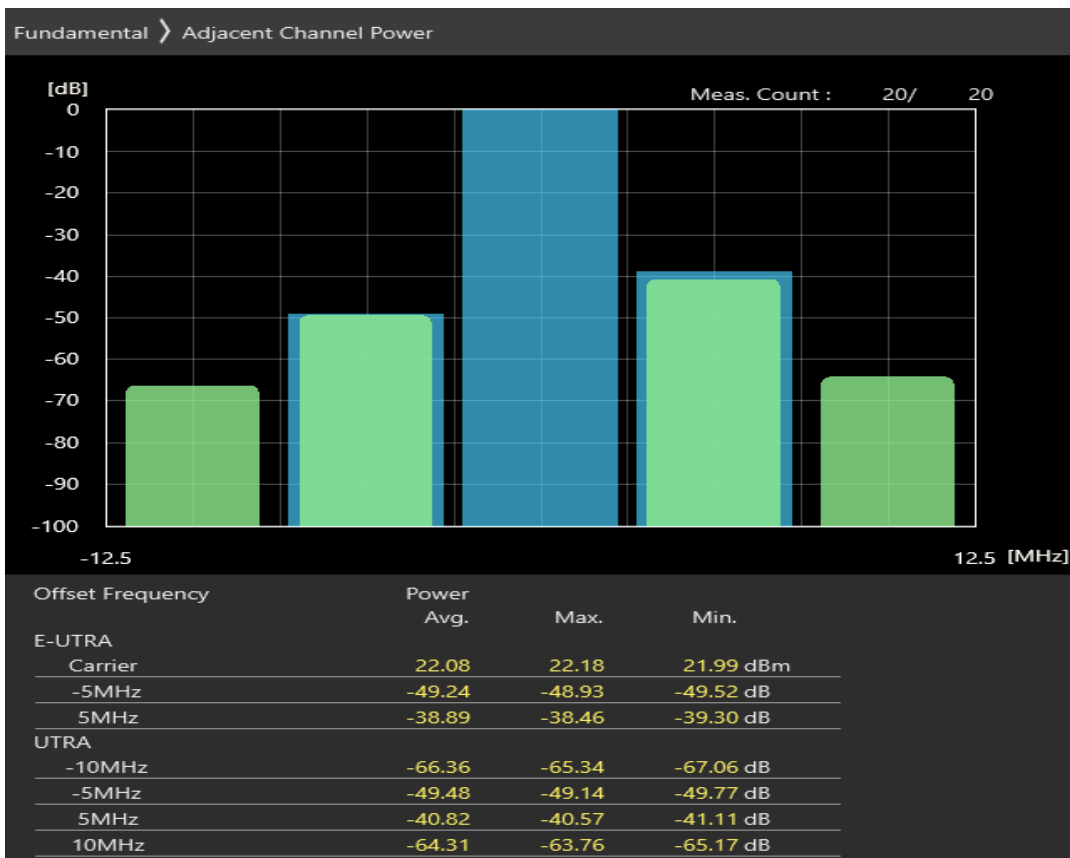 Fundamental 〉 Adjacent Channel Power
[dB]
Meas. Count : 20/ 20
0
-10
-20
-30
-40
-50
-60
-70
-80
-90
-100
-12.5 12.5 [MHz]
Offset Frequency Power
Avg. Max. Min.
E-UTRA
Carrier 22.08 22.18 21.99 dBm
-5MHz -49.24 -48.93 -49.52 dB
5MHz -38.89 -38.46 -39.30 dB
UTRA
-10MHz -66.36 -65.34 -67.06 dB
-5MHz -49.48 -49.14 -49.77 dB
5MHz -40.82 -40.57 -41.11 dB
10MHz -64.31 -63.76 -65.17 dB